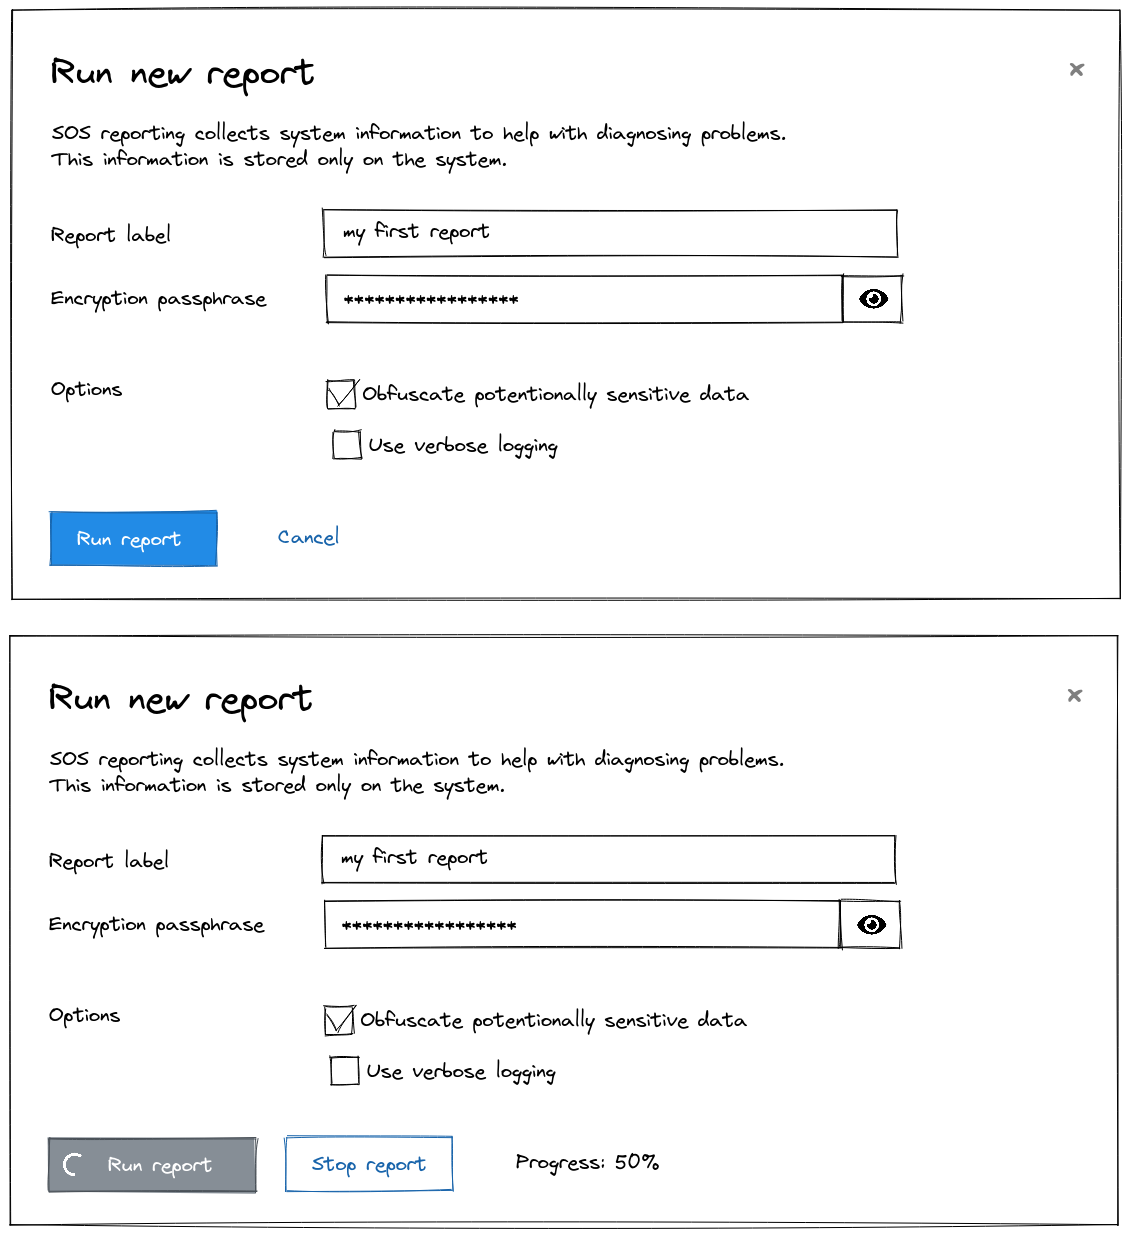 Run new report
SOS reporting collects system information to help with diagnosing problems.
This information is stored only on the system.
Report label
my first report
Encryption passphrase
*****************
Options
Obfuscate potentially sensitive data
Use verbose logging
Run report
Cancel
Run new report
SOS reporting collects system information to help with diagnosing problems.
This information is stored only on the system.
Report label
my first report
Encryption passphrase
*****************
Options
Obfuscate potentially sensitive data
Use verbose logging
Run report
Stop report
Progress: 50%